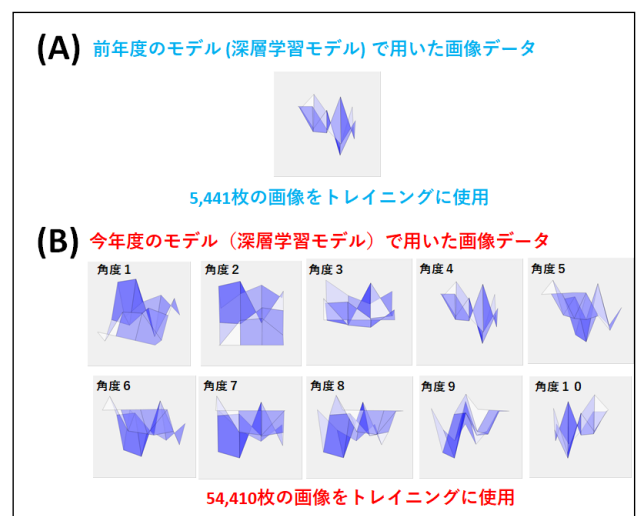 (A) 前年度のモデル (深層学習モデル) で用いた画像データ
5,441枚の画像をトレイニングに使用
(B) 今年度のモデル（深層学習モデル）で用いた画像データ
角度１ 角度２ 角度３ 角度４ 角度５
角度６ 角度７ 角度８ 角度９ 角度１０
54,410枚の画像をトレイニングに使用